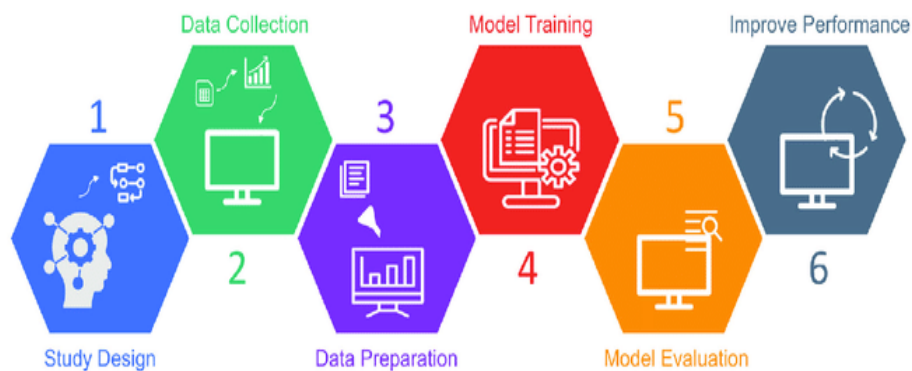 Data Collection
Model Training
Improve Performance
1
3
5
2
4
6
Study Design
Data Preparation
Model Evaluation